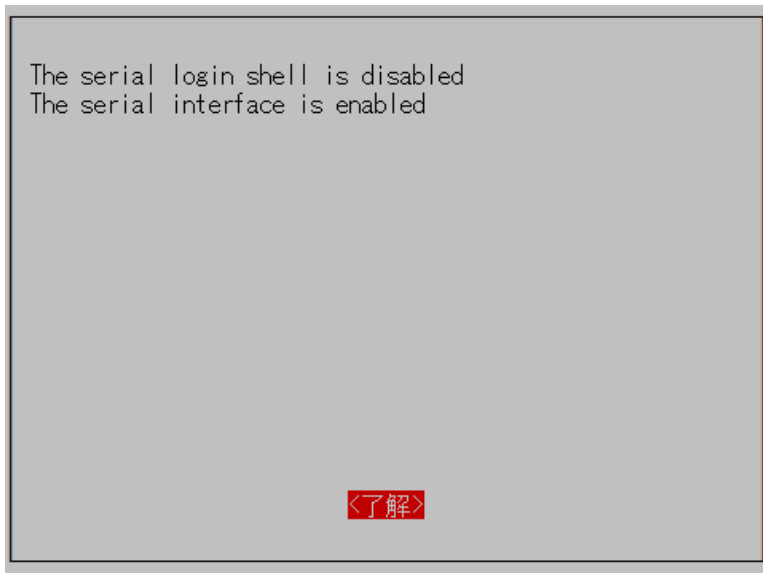 The serial login shell is disabled
The serial interface is enabled
<了解>